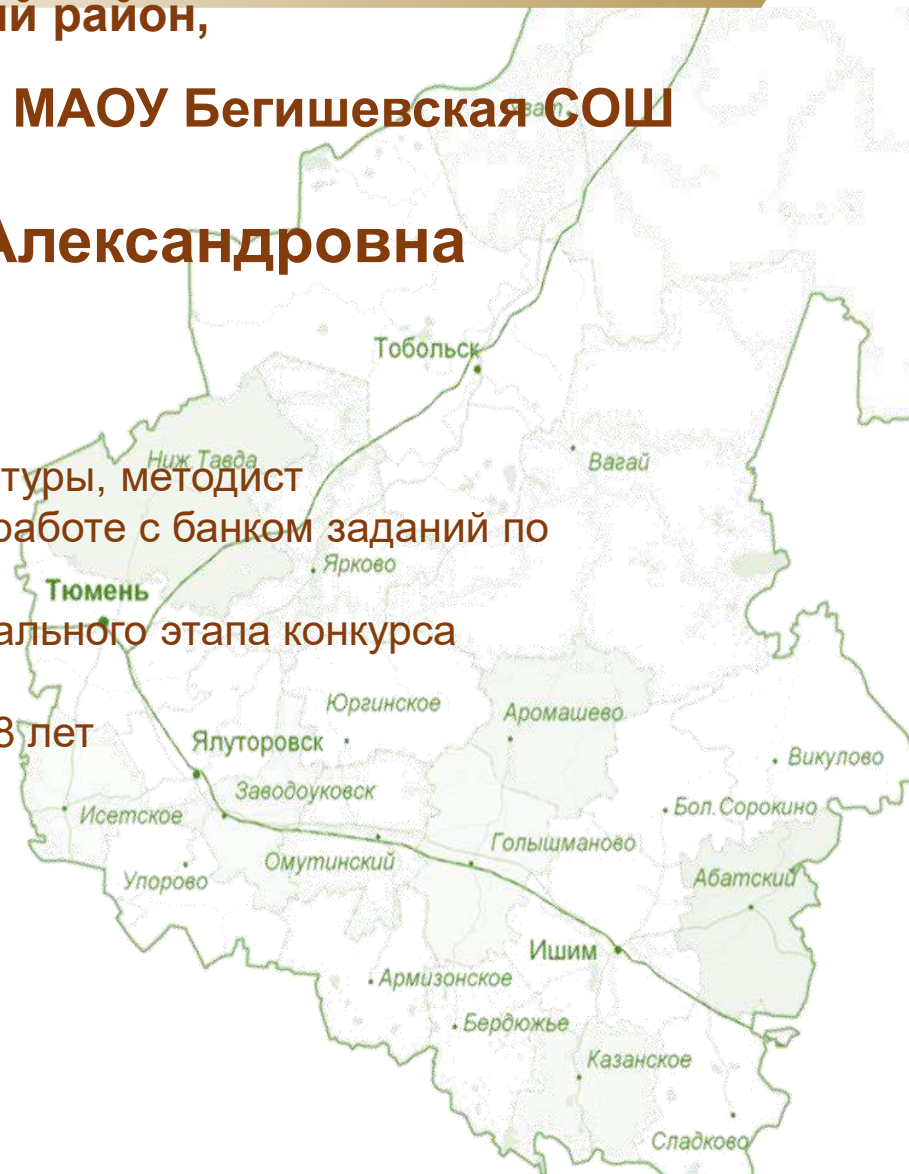 ий район,
МАОУ Бегишевская СОШ
Уват
Александровна
Тобольск
Ниж.Тавда
Вагай
туры, методист
работе с банком заданий по
Ярково
Тюмень
ального этапа конкурса
Юргинское
Аромашево
8 лет
Ялуторовск
Викулово
Заводоуковск
Бол.Сорокино
Исетское
Голышманово
Омутинский
Упорово
Абатский
Ишим
Армизонское
Бердюжье
Казанское
Сладково